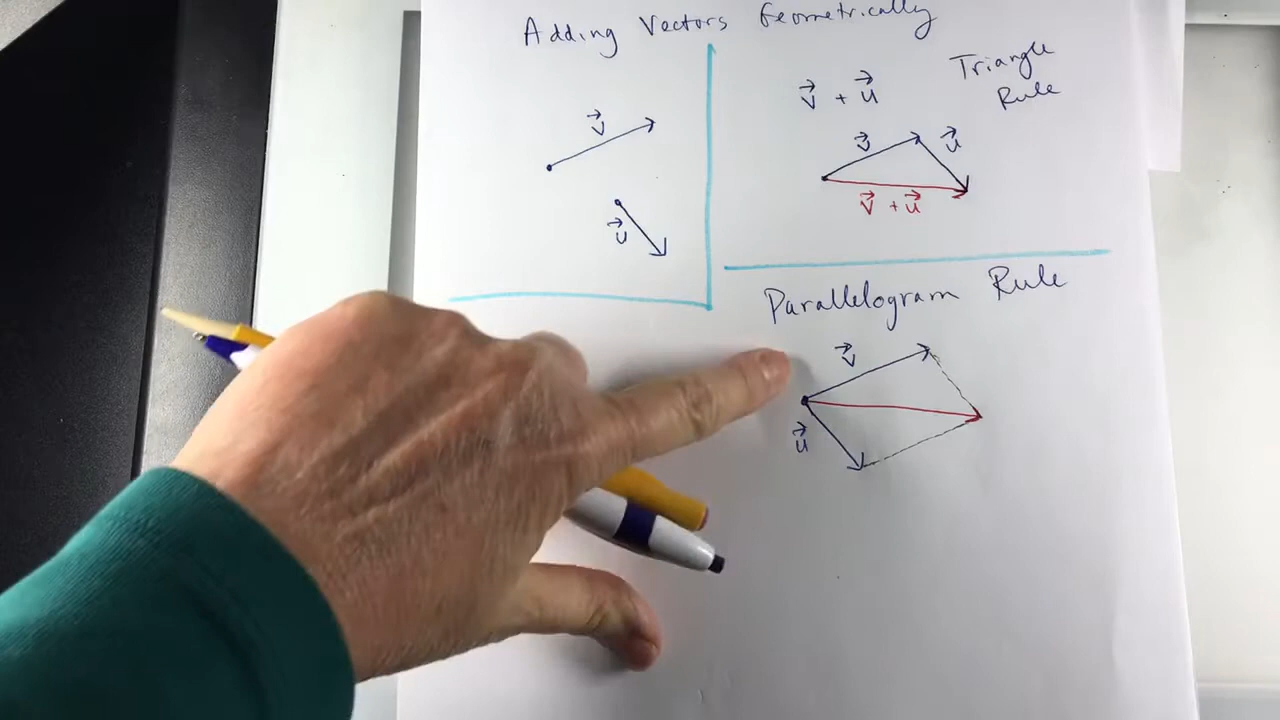 Adding Vectors Geometrically
v⃗
u⃗
Triangle
Rule
v⃗ + u⃗
v⃗ u⃗
v⃗ + u⃗
Parallelogram Rule
v⃗
u⃗